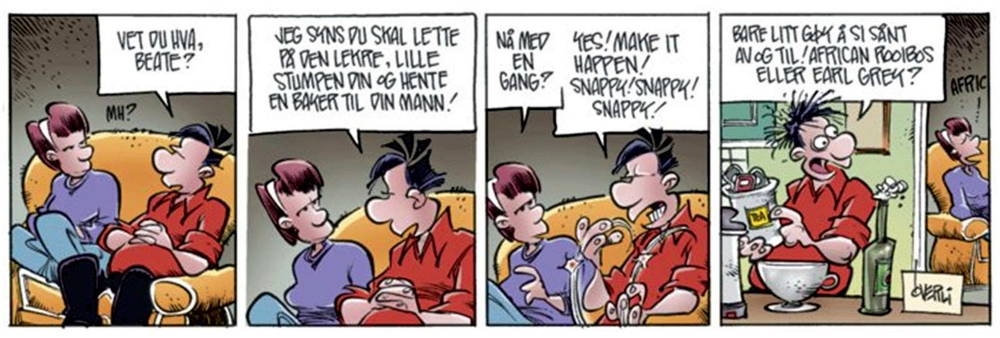 VET DU HVA,
BEATE?
MH?
JEG SYNS DU SKAL LETTE
PÅ DEN LEKRE, LILLE
STUMPEN DIN OG HENTE
EN BAKER TIL DIN MANN!
NÅ MED
EN
GANG?
YES! MAKE IT
HAPPEN!
SNAPPY! SNAPPY!
SNAPPY!
BARE LITT GØY Å SI SÅNT
AV OG TIL! AFRICAN ROOIBOS
ELLER EARL GREY?
AFRIC
TEA
ØVERLI